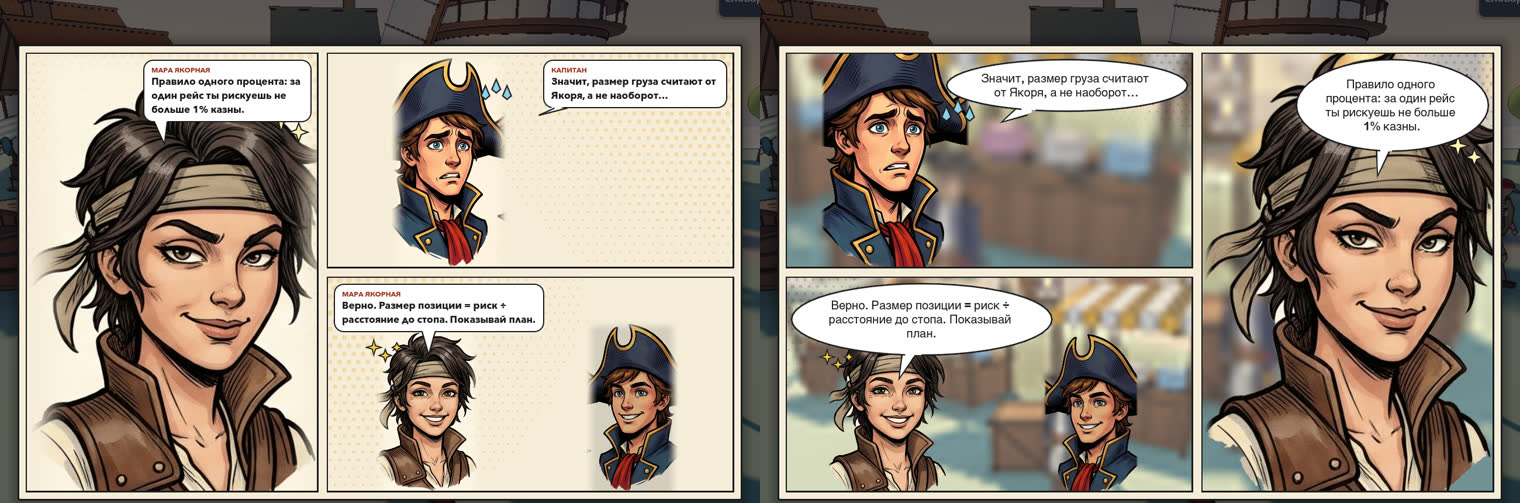 МАРА ЯКОРНАЯ
Правило одного процента: за
один рейс ты рискуешь не
больше 1% казны.
КАПИТАН
Значит, размер груза считают от
Якоря, а не наоборот...
МАРА ЯКОРНАЯ
Верно. Размер позиции = риск ÷
расстояние до стопа. Показывай план.
Значит, размер груза считают
от Якоря, а не наоборот...
Правило одного
процента: за один рейс
ты рискуешь не больше
1% казны.
Верно. Размер позиции = риск ÷
расстояние до стопа. Показывай
план.